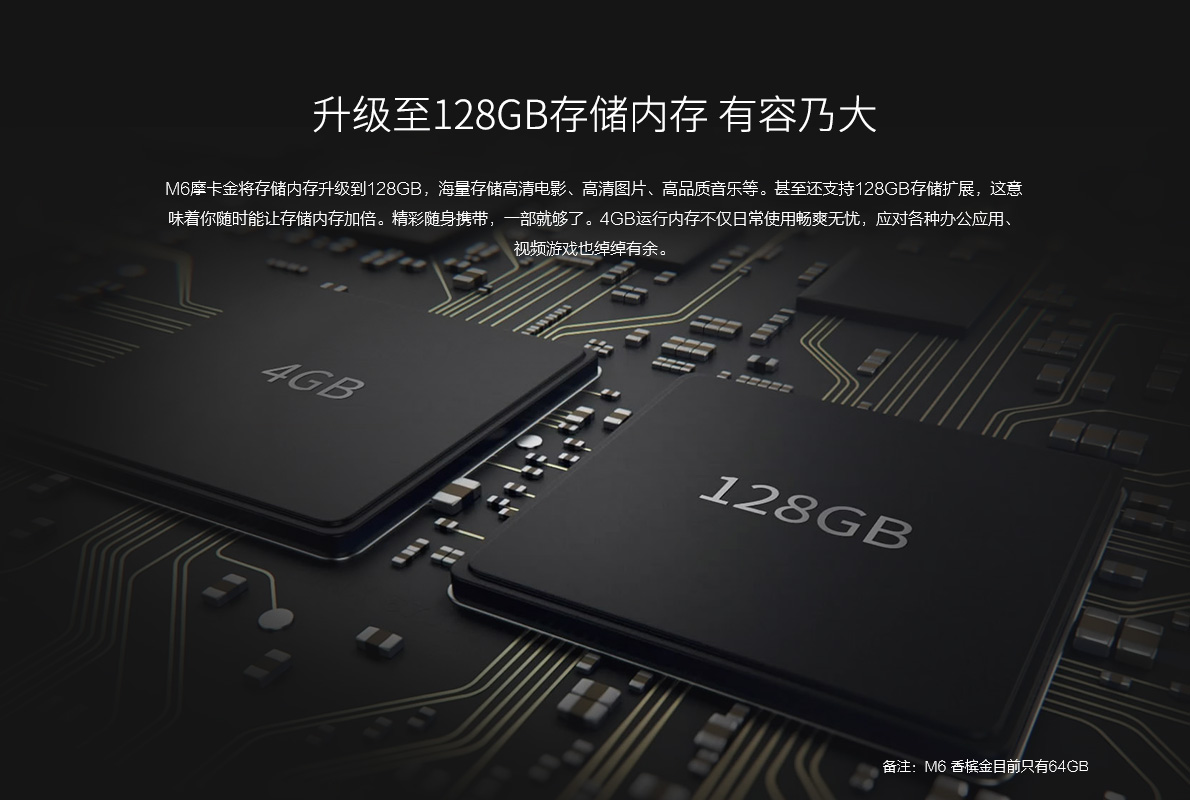 升级至128GB存储内存 有容乃大
M6摩卡金将存储内存升级到128GB，海量存储高清电影、高清图片、高品质音乐等。甚至还支持128GB存储扩展，这意
味着你随时能让存储内存加倍。精彩随身携带，一部就够了。4GB运行内存不仅日常使用畅爽无忧，应对各种办公应用、
视频游戏也绰绰有余。
4GB
128GB
备注：M6 香槟金目前只有64GB